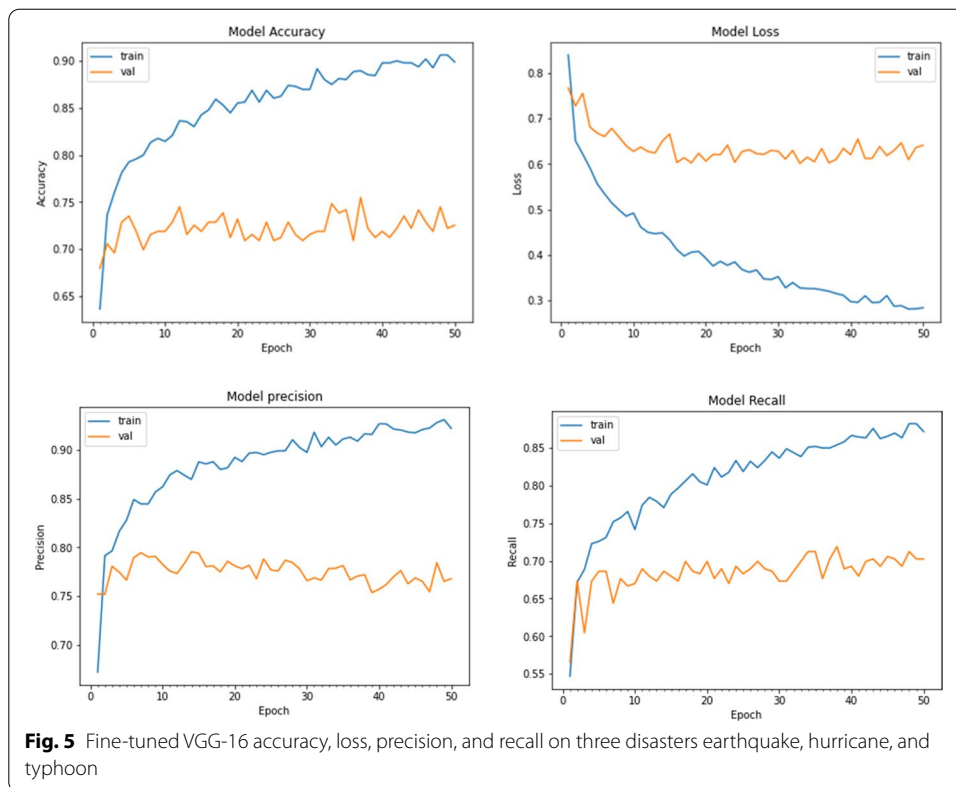 Model Accuracy
train
val
0.90
0.85
0.80
0.75
0.70
0.65
Accuracy
0
10
20
30
40
50
Epoch
Model Loss
train
val
0.8
0.7
0.6
0.5
0.4
0.3
Loss
0
10
20
30
40
50
Epoch
Model precision
train
val
0.90
0.85
0.80
0.75
0.70
Precision
0
10
20
30
40
50
Epoch
Model Recall
train
val
0.85
0.80
0.75
0.70
0.65
0.60
0.55
Recall
0
10
20
30
40
50
Epoch
Fig. 5 Fine-tuned VGG-16 accuracy, loss, precision, and recall on three disasters earthquake, hurricane, and
typhoon